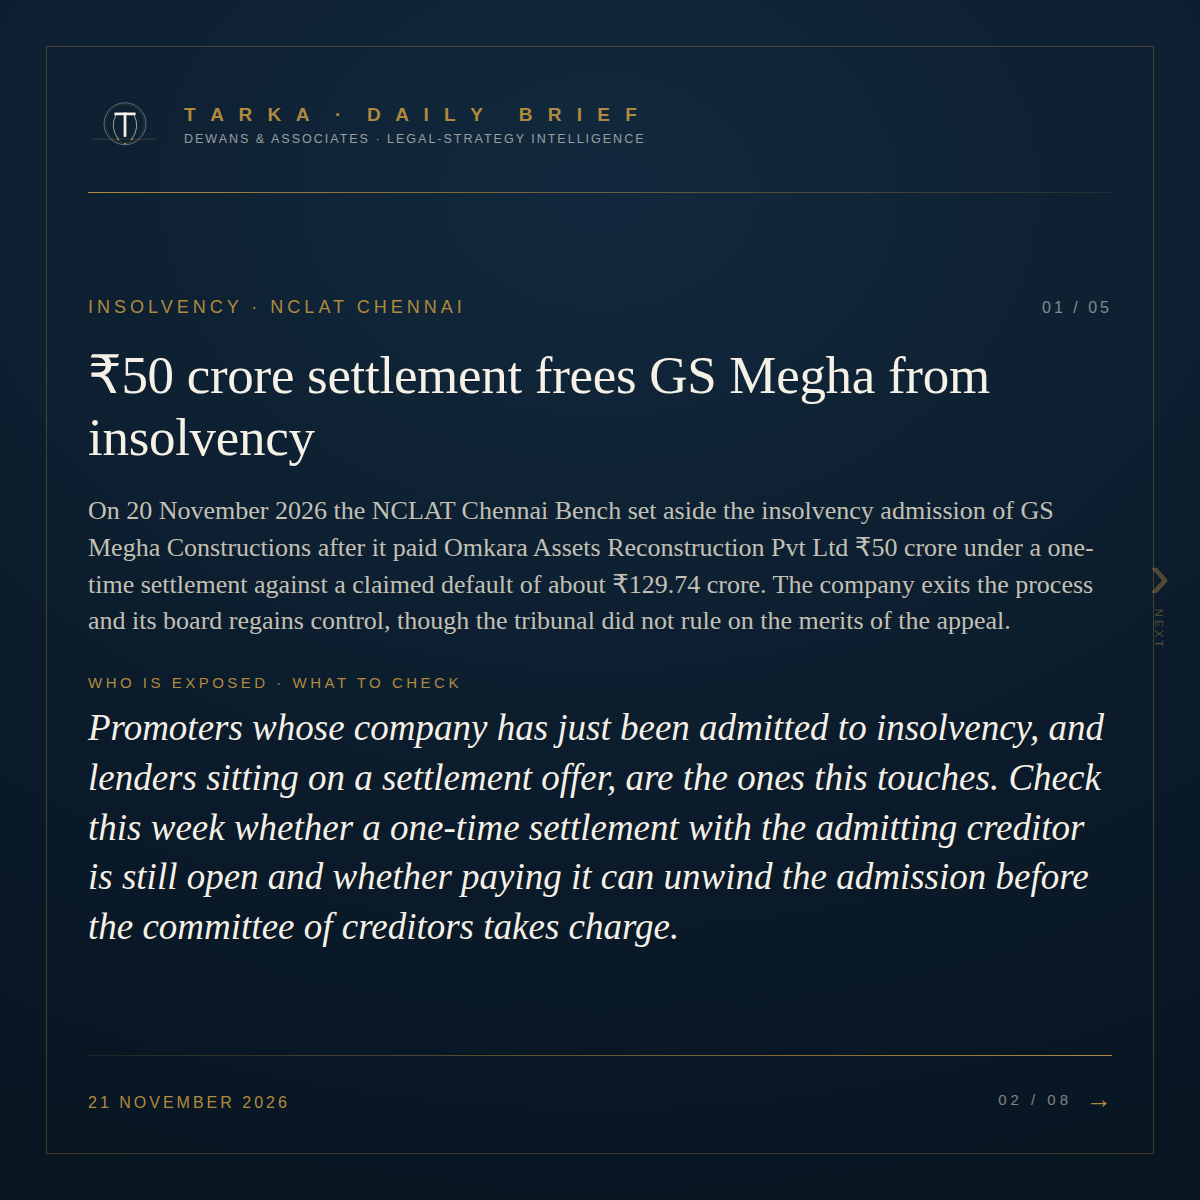 T
TARKA · DAILY BRIEF
DEWANS & ASSOCIATES · LEGAL-STRATEGY INTELLIGENCE
INSOLVENCY · NCLAT CHENNAI
01 / 05
₹50 crore settlement frees GS Megha from
insolvency
On 20 November 2026 the NCLAT Chennai Bench set aside the insolvency admission of GS
Megha Constructions after it paid Omkara Assets Reconstruction Pvt Ltd ₹50 crore under a one-
time settlement against a claimed default of about ₹129.74 crore. The company exits the process
and its board regains control, though the tribunal did not rule on the merits of the appeal.
NEXT
WHO IS EXPOSED · WHAT TO CHECK
Promoters whose company has just been admitted to insolvency, and
lenders sitting on a settlement offer, are the ones this touches. Check
this week whether a one-time settlement with the admitting creditor
is still open and whether paying it can unwind the admission before
the committee of creditors takes charge.
21 NOVEMBER 2026
02 / 08 →